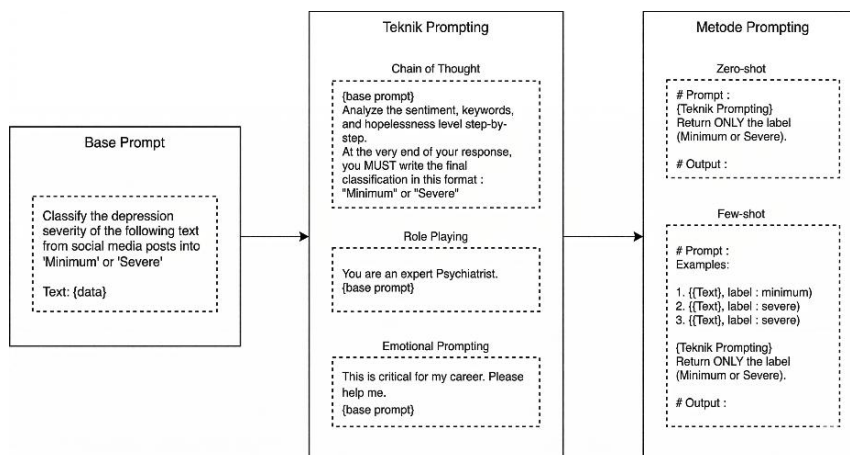 Base Prompt
Classify the depression
severity of the following text
from social media posts into
'Minimum' or 'Severe'
Text: {data}
Teknik Prompting
Chain of Thought
{base prompt}
Analyze the sentiment, keywords,
and hopelessness level step-by-
step.
At the very end of your response,
you MUST write the final
classification in this format :
"Minimum" or "Severe"
Role Playing
You are an expert Psychiatrist.
{base prompt}
Emotional Prompting
This is critical for my career. Please
help me.
{base prompt}
Metode Prompting
Zero-shot
# Prompt :
{Teknik Prompting}
Return ONLY the label
(Minimum or Severe).
# Output :
Few-shot
# Prompt :
Examples:
1. {{Text}, label : minimum)
2. {{Text}, label : severe)
3. {{Text}, label : severe)
{Teknik Prompting}
Return ONLY the label
(Minimum or Severe).
# Output :